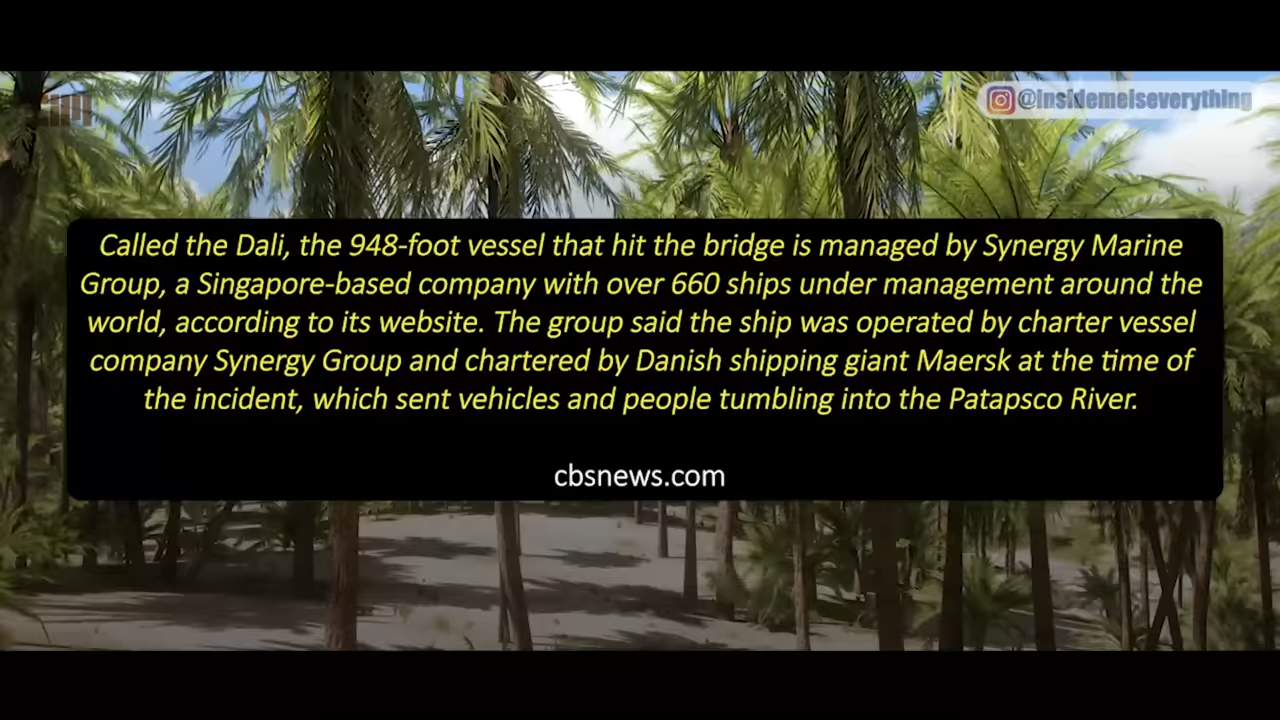 @insidemeiseverything
Called the Dali, the 948-foot vessel that hit the bridge is managed by Synergy Marine
Group, a Singapore-based company with over 660 ships under management around the
world, according to its website. The group said the ship was operated by charter vessel
company Synergy Group and chartered by Danish shipping giant Maersk at the time of
the incident, which sent vehicles and people tumbling into the Patapsco River.
cbsnews.com